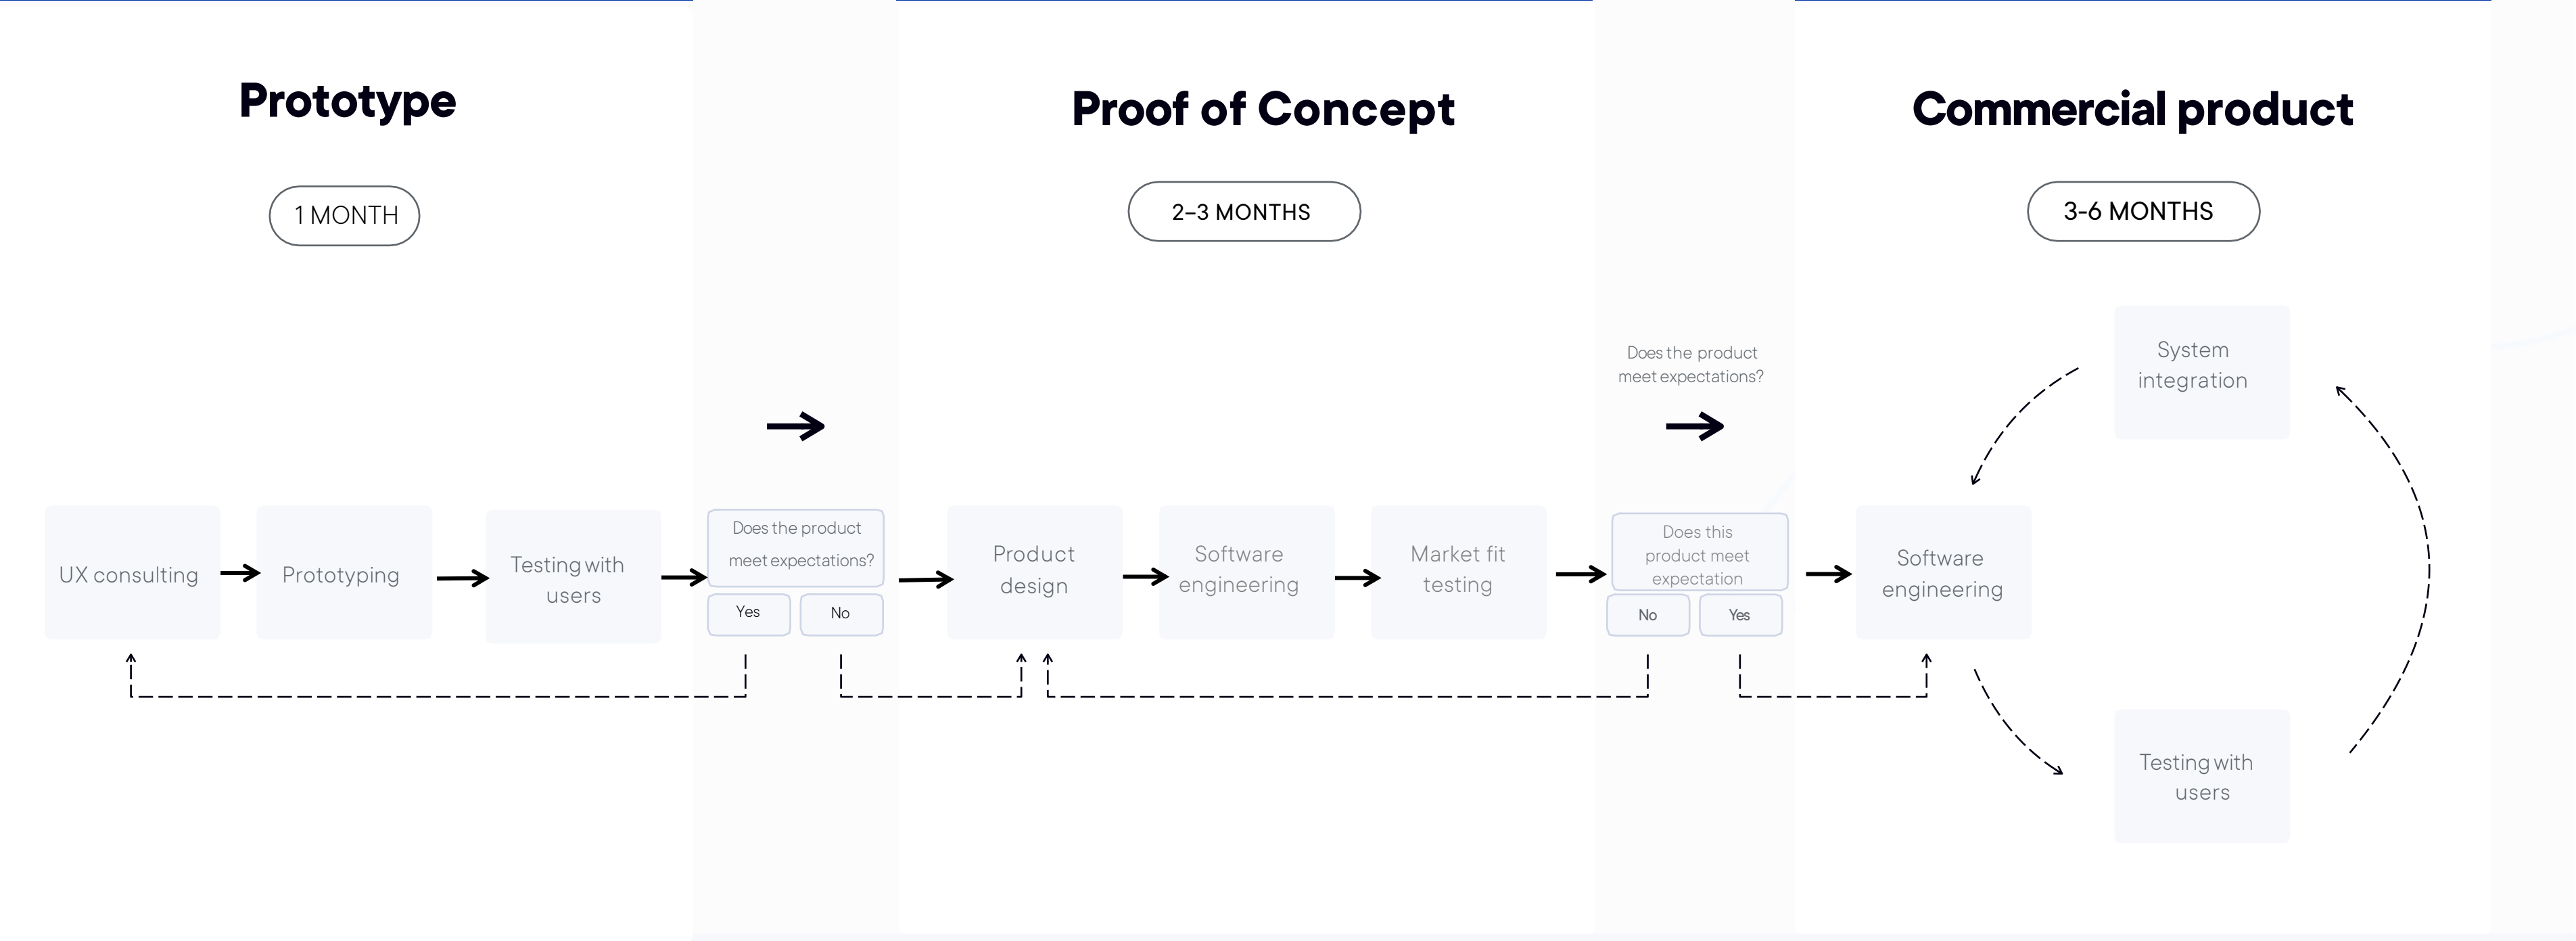 Prototype
1 MONTH
UX consulting
Prototyping
Testing with
users
Does the product
meet expectations?
Yes
No
Proof of Concept
2–3 MONTHS
Product
design
Software
engineering
Market fit
testing
Does the product
meet expectations?
Does this
product meet
expectation
No
Yes
Commercial product
3-6 MONTHS
System
integration
Software
engineering
Testing with
users